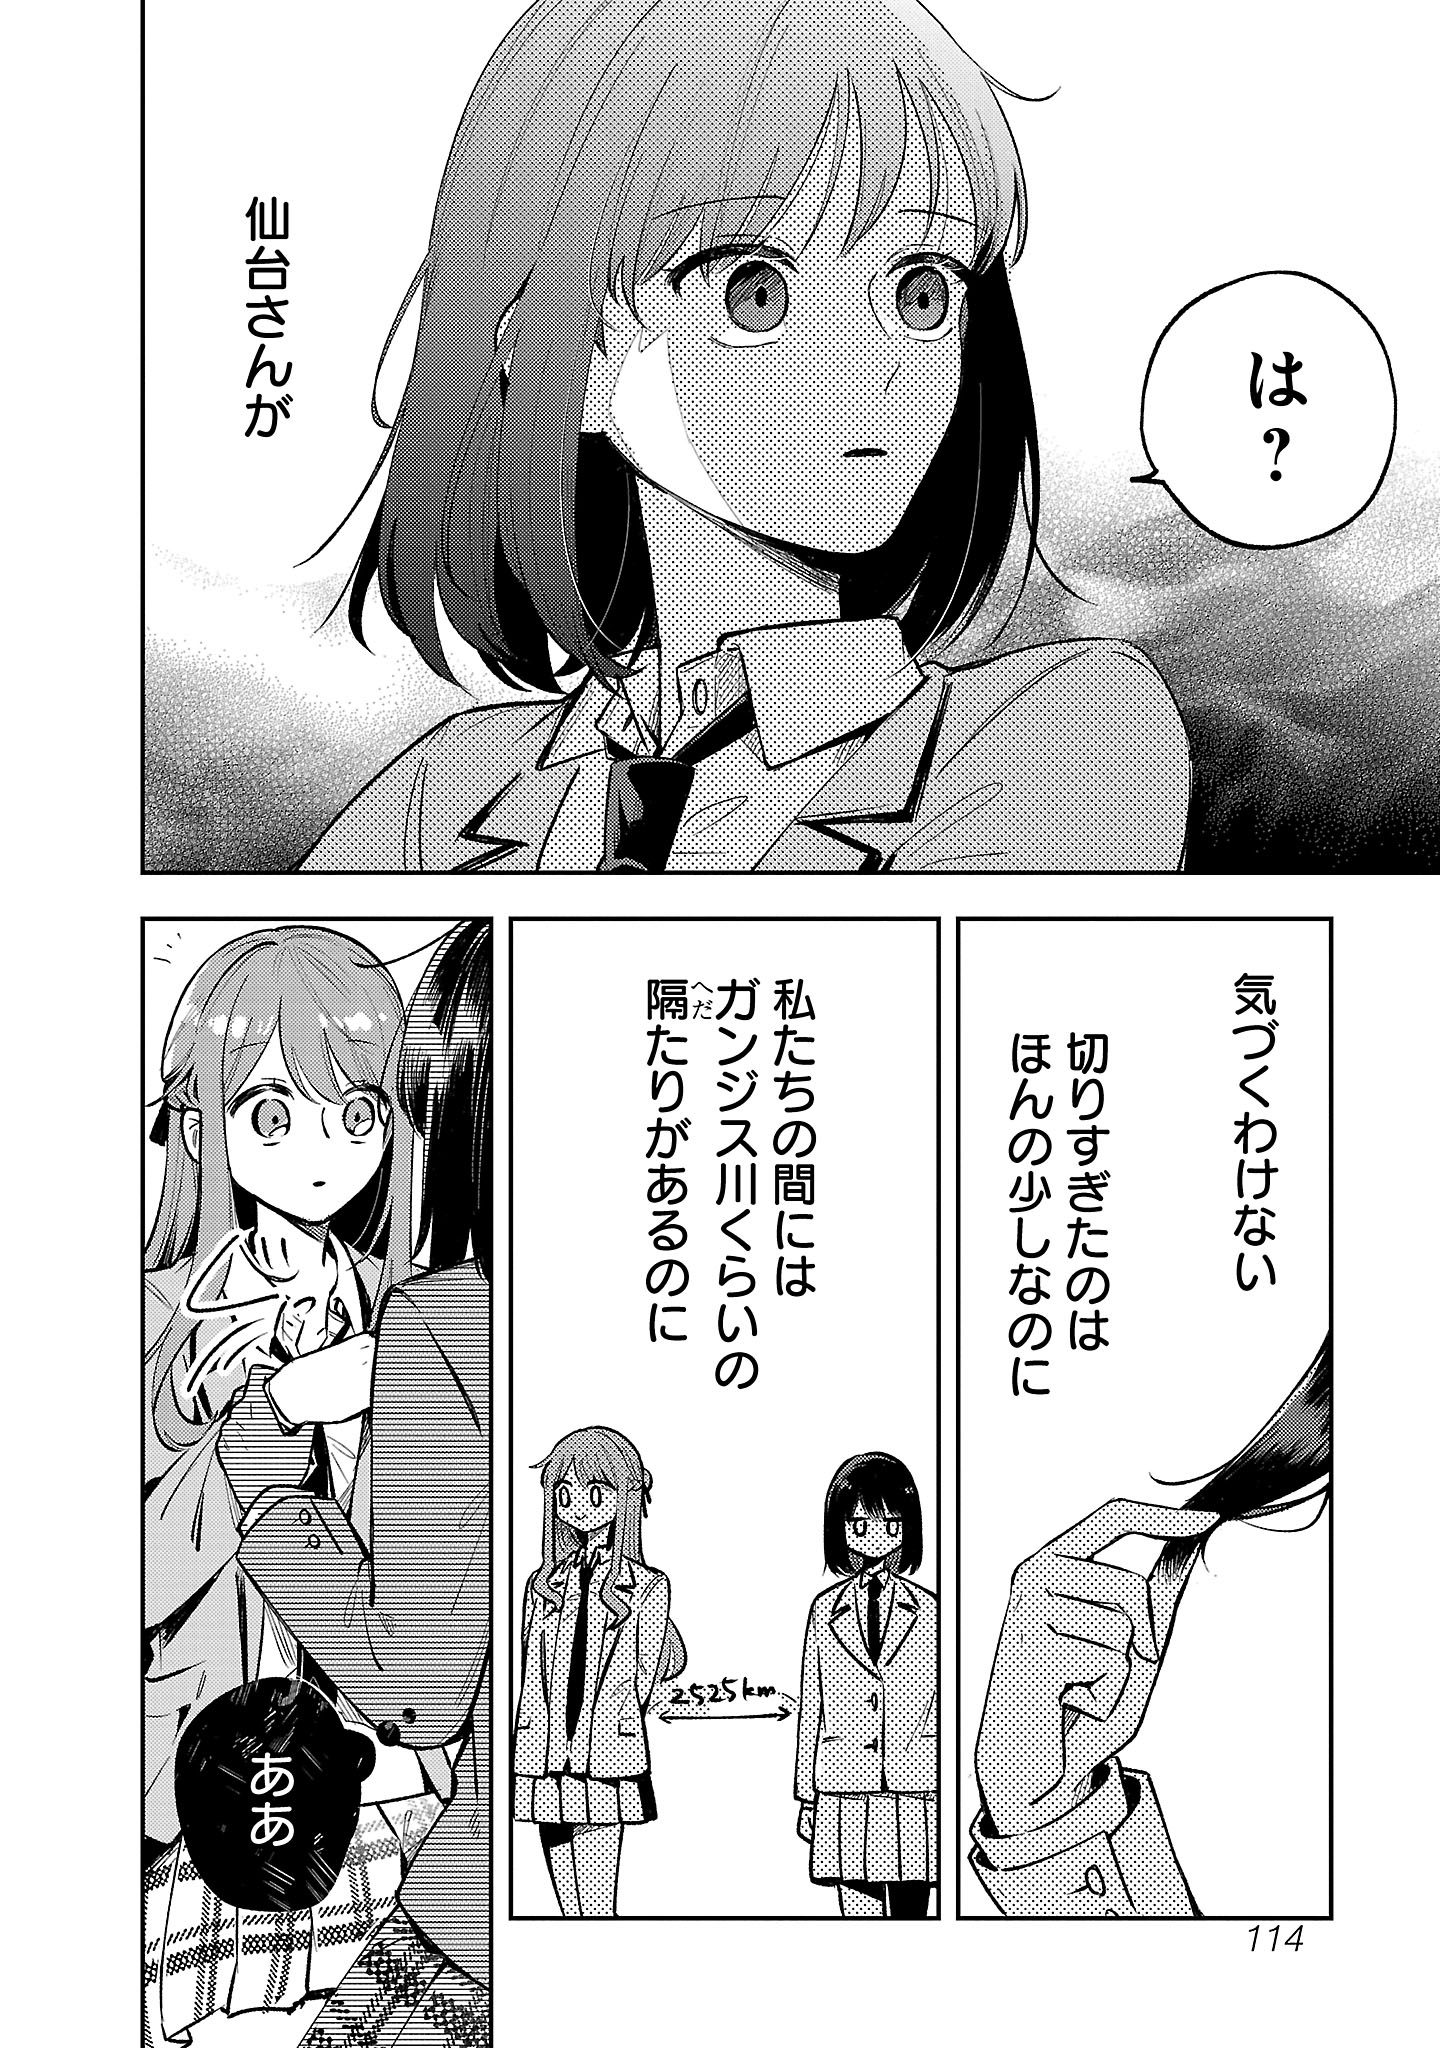 は?
仙台さんが
気づくわけない
切りすぎたのは
ほんの少しなのに
私たちの間には
ガンジス川くらいの
隔たりがあるのに
へだ
2525km
ああ
114